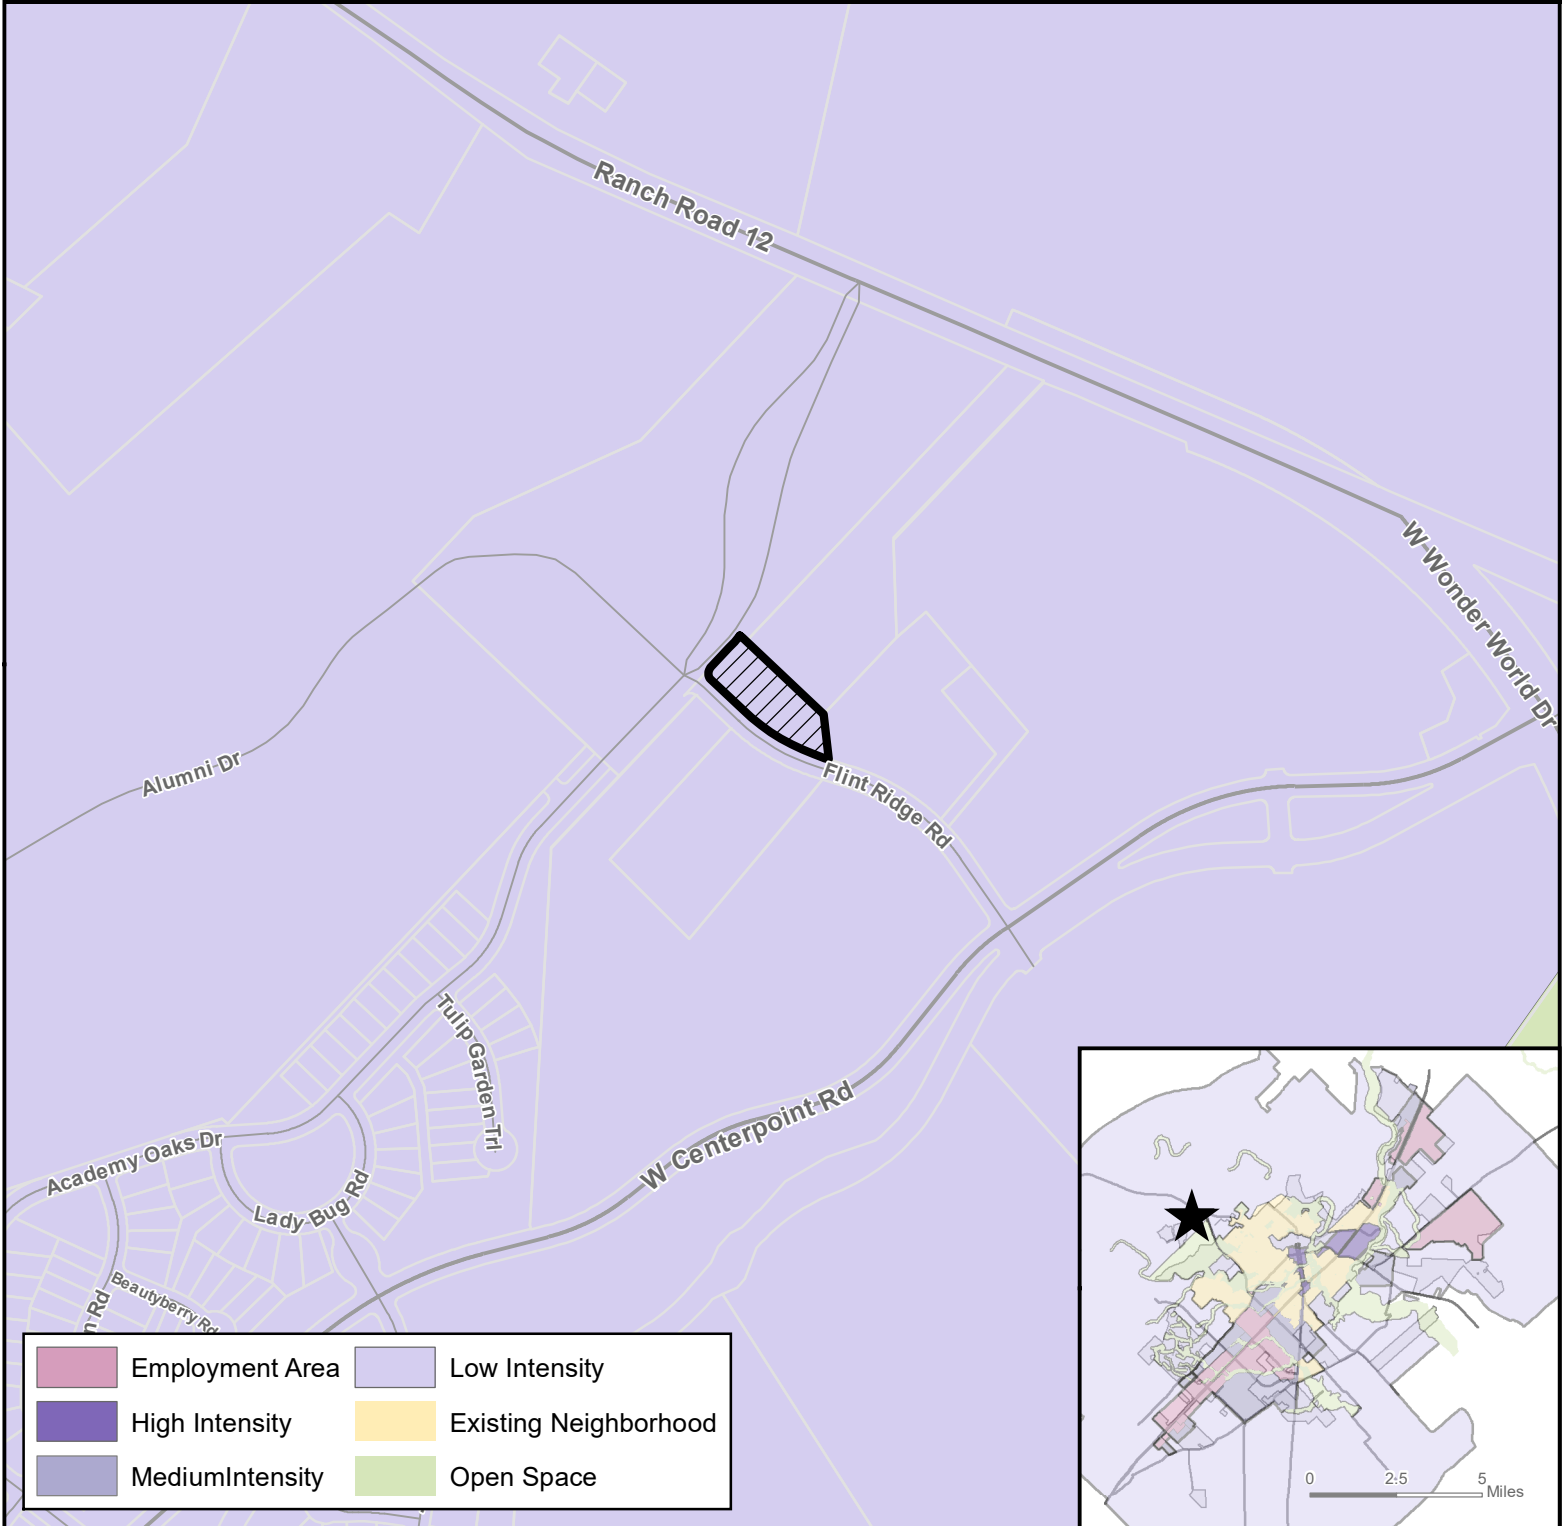 Ranch Road 12
W Wonder World Dr
Alumni Dr
Flint Ridge Rd
Tulip Garden Trl
W Centerpoint Rd
Academy Oaks Dr
Lady Bug Rd
Beautyberry Rd
n Rd
Employment Area
Low Intensity
High Intensity
Existing Neighborhood
MediumIntensity
Open Space
0 2.5 5
Miles